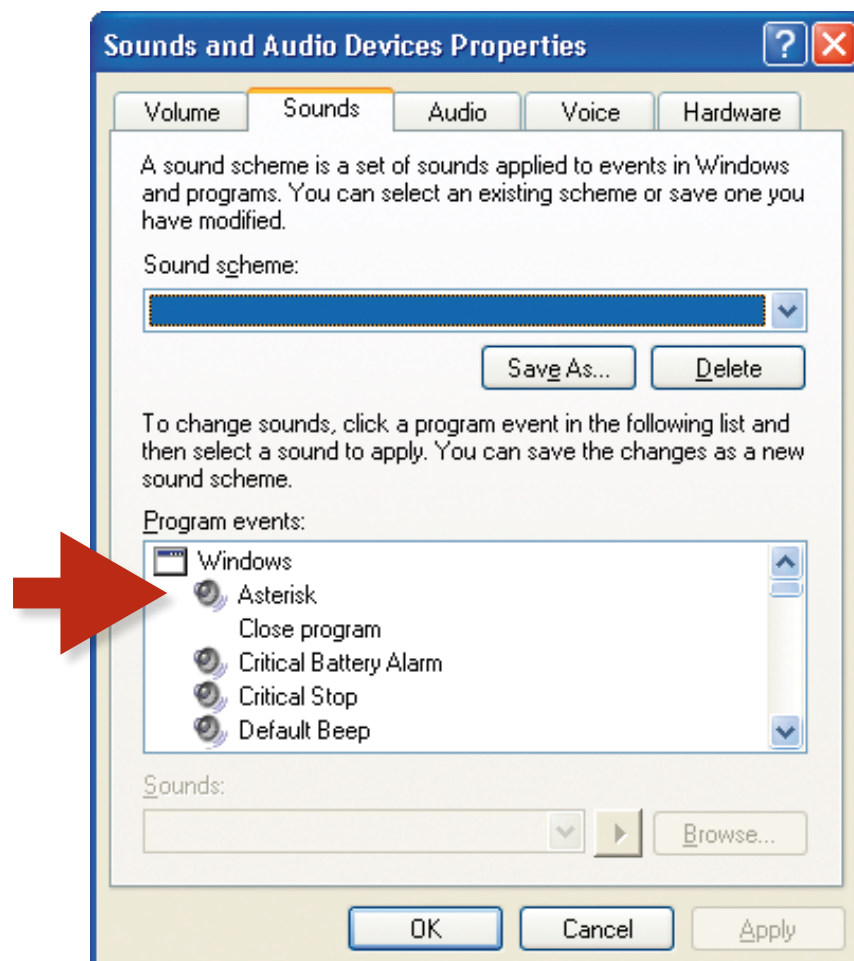 Sounds and Audio Devices Properties
?
Volume Sounds Audio Voice Hardware
A sound scheme is a set of sounds applied to events in Windows
and programs. You can select an existing scheme or save one you
have modified.
Sound scheme:
Save As... Delete
To change sounds, click a program event in the following list and
then select a sound to apply. You can save the changes as a new
sound scheme.
Program events:
Windows
Asterisk
Close program
Critical Battery Alarm
Critical Stop
Default Beep
Sounds:
Browse...
OK Cancel Apply